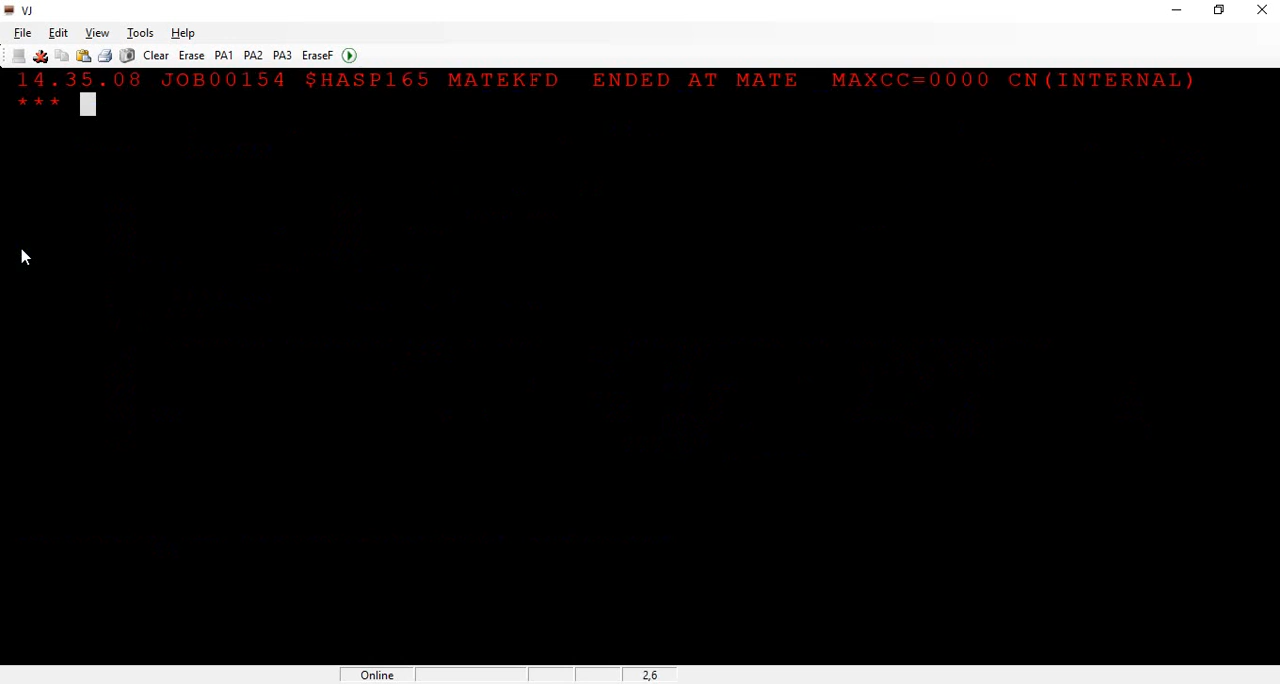 VJ
File Edit View Tools Help
Clear Erase PA1 PA2 PA3 EraseF
14.35.08 JOB00154 $HASP165 MATEKFD ENDED AT MATE MAXCC=0000 CN(INTERNAL)
***
Online 2,6